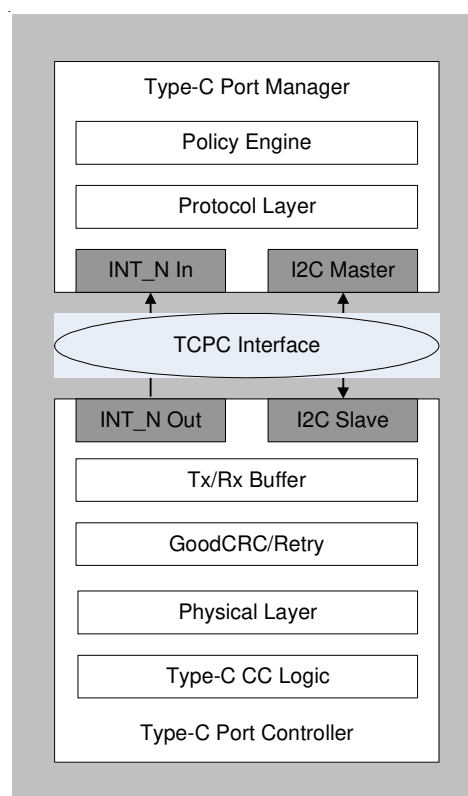 Type-C Port Manager
Policy Engine
Protocol Layer
INT_N In I2C Master
TCPC Interface
INT_N Out I2C Slave
Tx/Rx Buffer
GoodCRC/Retry
Physical Layer
Type-C CC Logic
Type-C Port Controller